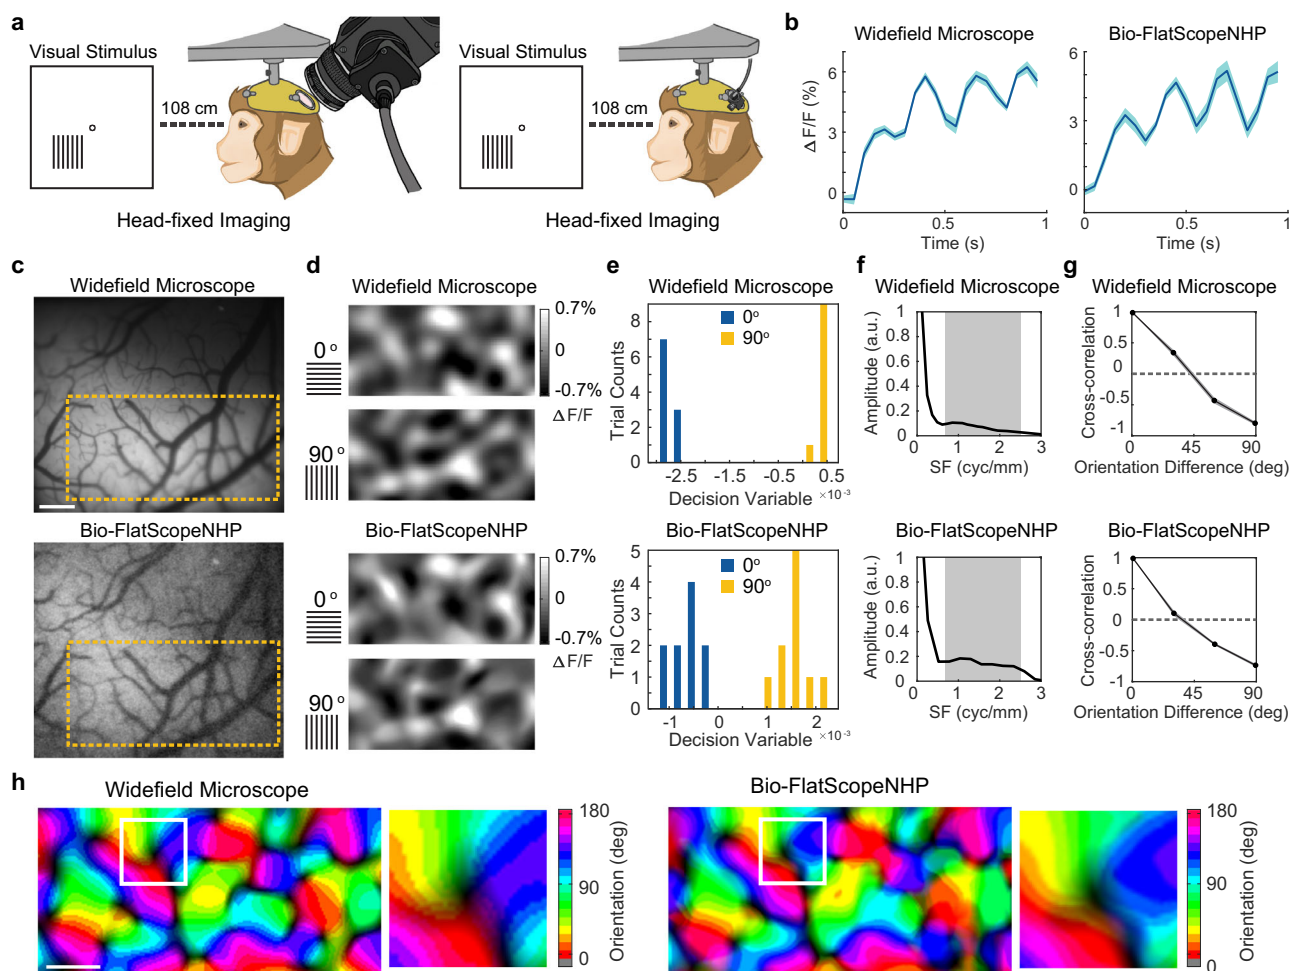 a
Visual Stimulus
108 cm
Head-fixed Imaging
Visual Stimulus
108 cm
Head-fixed Imaging
b
Widefield Microscope
Δ F/F (%)
6
3
0
0
0.5
1
Time (s)
Bio-FlatScopeNHP
6
4
2
0
0
0.5
1
Time (s)
c
Widefield Microscope
Bio-FlatScopeNHP
d
Widefield Microscope
0 o
90 o
0.7%
0
-0.7%
Δ F/F
Bio-FlatScopeNHP
0 o
90 o
0.7%
0
-0.7%
Δ F/F
e
Widefield Microscope
Trial Counts
8
6
4
2
0
0o
90o
-2.5
-1.5
-0.5
0.5
Decision Variable ×10-3
Bio-FlatScopeNHP
Trial Counts
5
4
3
2
1
0
0o
90o
-1
0
1
2
Decision Variable ×10-3
f
Widefield Microscope
Amplitude (a.u.)
1
0.8
0.6
0.4
0.2
0
0
1
2
3
SF (cyc/mm)
Bio-FlatScopeNHP
Amplitude (a.u.)
1
0.8
0.6
0.4
0.2
0
0
1
2
3
SF (cyc/mm)
g
Widefield Microscope
Cross-correlation
1
0.5
0
-0.5
-1
0
45
90
Orientation Difference (deg)
Bio-FlatScopeNHP
Cross-correlation
1
0.5
0
-0.5
-1
0
45
90
Orientation Difference (deg)
h
Widefield Microscope
180
90
0
Orientation (deg)
Bio-FlatScopeNHP
180
90
0
Orientation (deg)